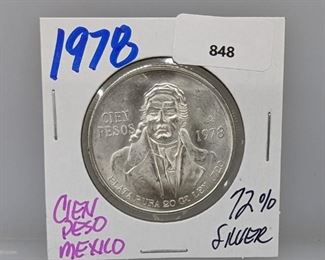 1978
848
CIEN
PESOS 1978
PLATA PURA 20 GR. LEY .720
CIEN
PESO
MEXICO
72%
SILVER